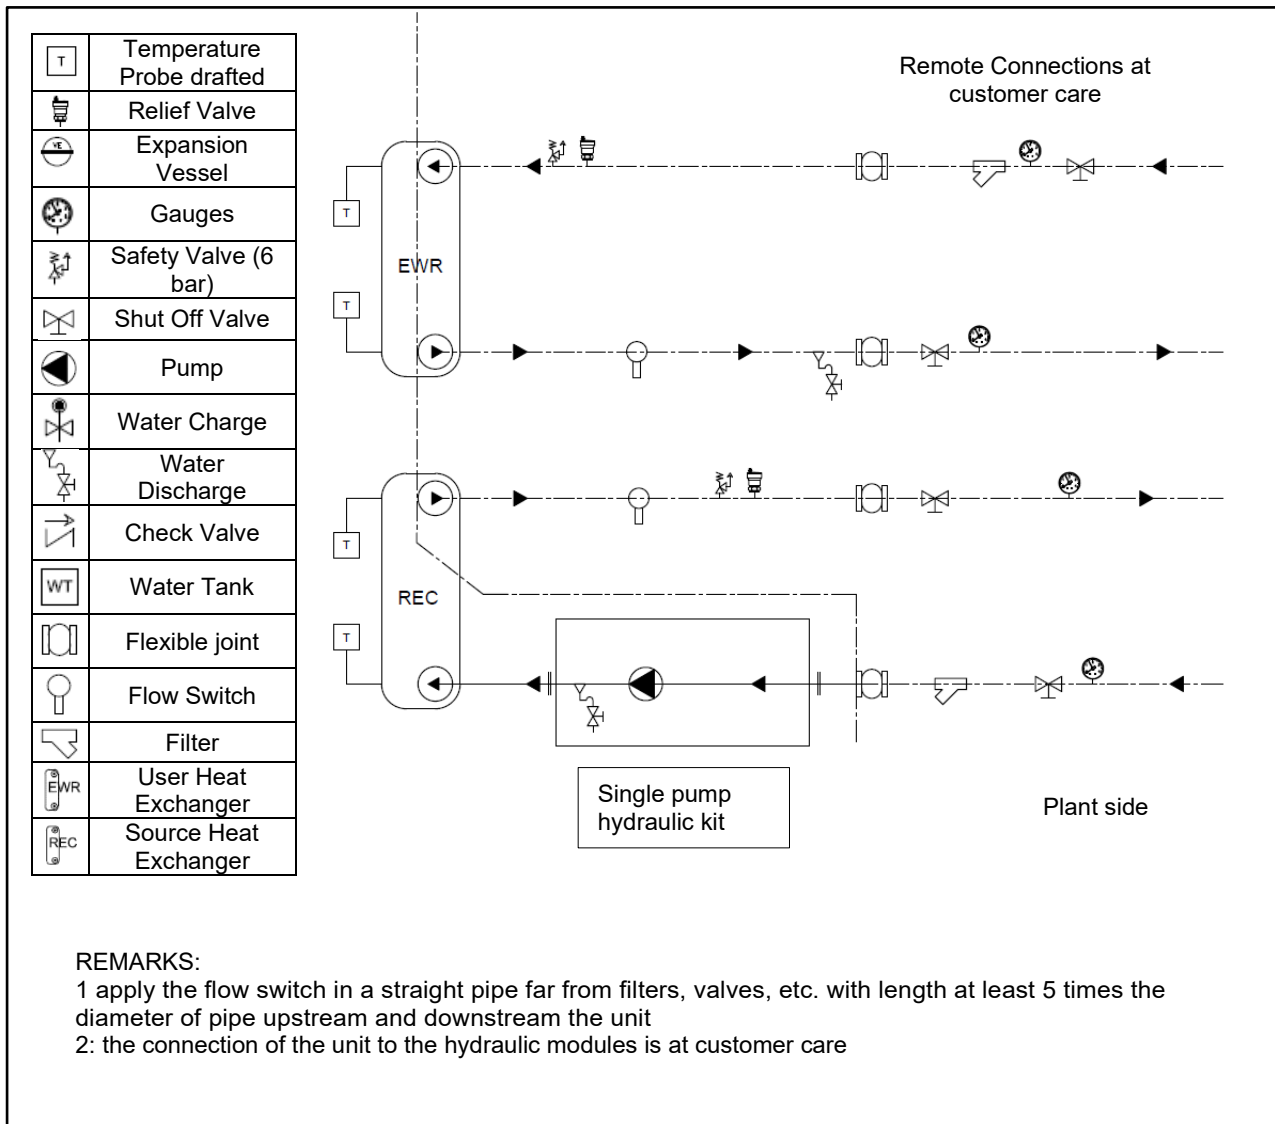 T
Temperature
Probe drafted
Relief Valve
VE
Expansion
Vessel
Gauges
Safety Valve (6
bar)
Shut Off Valve
Pump
Water Charge
Water
Discharge
Check Valve
WT
Water Tank
Flexible joint
Flow Switch
Filter
EWR
User Heat
Exchanger
REC
Source Heat
Exchanger
Remote Connections at
customer care
T
EWR
T
T
REC
T
Single pump
hydraulic kit
Plant side
REMARKS:
1 apply the flow switch in a straight pipe far from filters, valves, etc. with length at least 5 times the
diameter of pipe upstream and downstream the unit
2: the connection of the unit to the hydraulic modules is at customer care